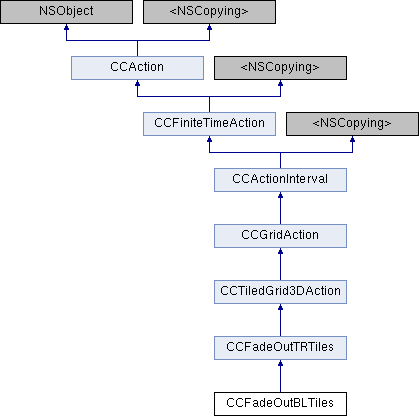 NSObject
<NSCopying>
CCAction
<NSCopying>
CCFiniteTimeAction
<NSCopying>
CCActionInterval
CCGridAction
CCTiledGrid3DAction
CCFadeOutTRTiles
CCFadeOutBLTiles